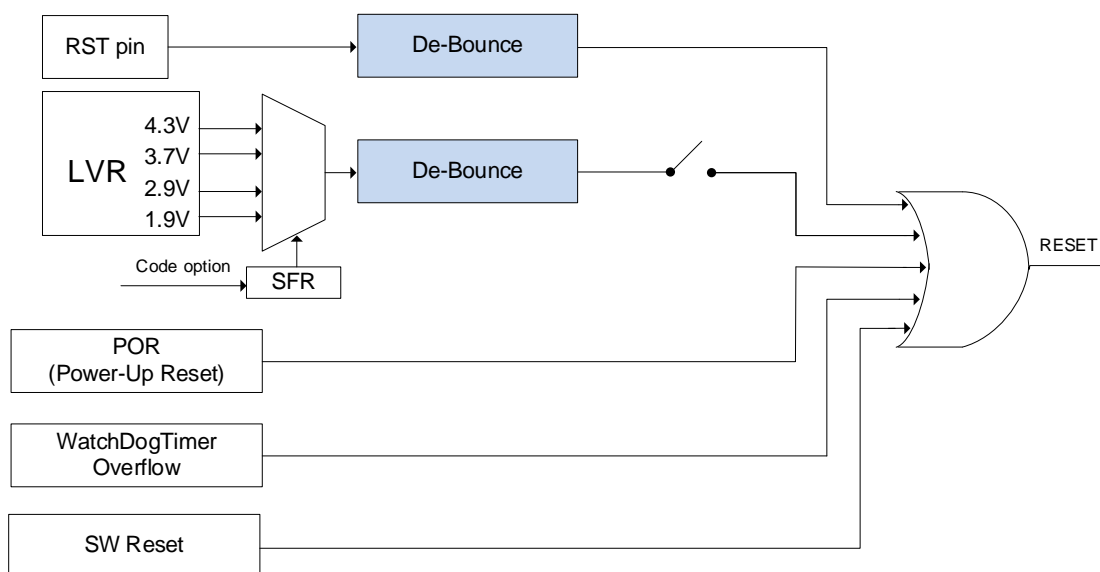 RST pin
De-Bounce
LVR
4.3V
3.7V
2.9V
1.9V
De-Bounce
RESET
Code option
SFR
POR
(Power-Up Reset)
WatchDogTimer
Overflow
SW Reset